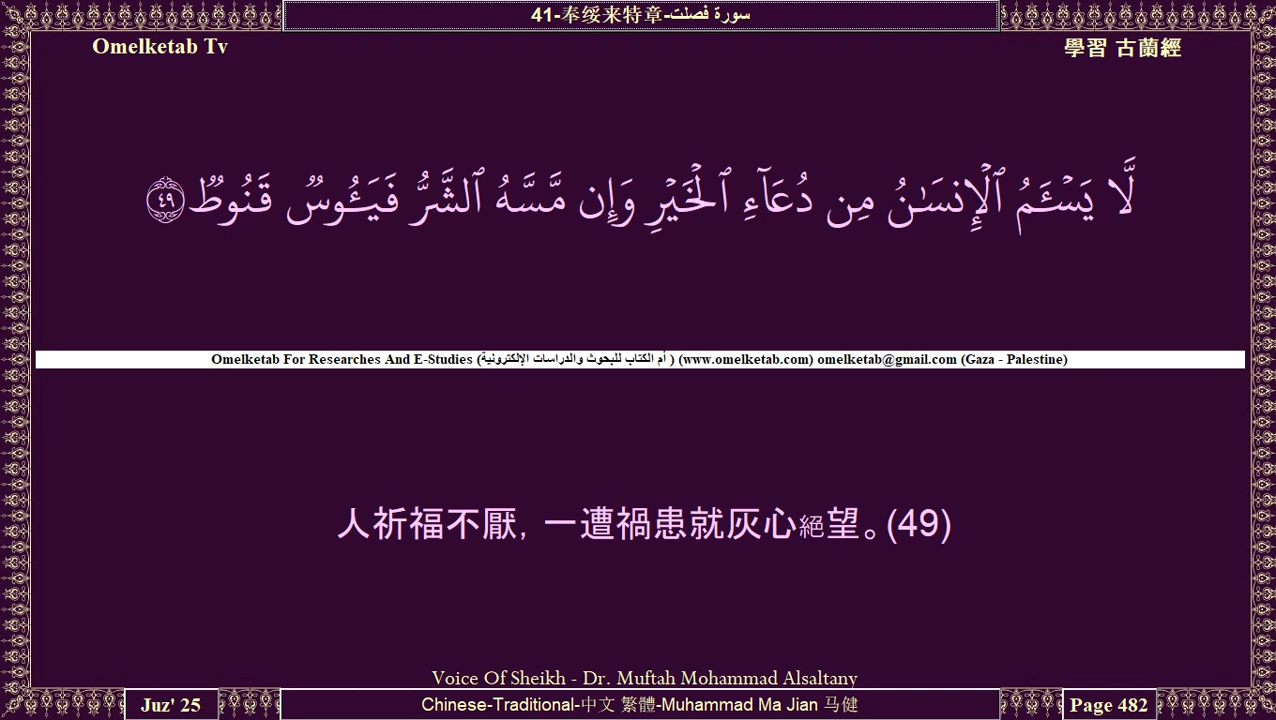 41-奉绥来特章-سورة فصلت
Omelketab Tv
學習 古蘭經
لَّا يَسْـَٔمُ ٱلْإِنسَـٰنُ مِن دُعَآءِ ٱلْخَيْرِ وَإِن مَّسَّهُ ٱلشَّرُّ فَيَـُٔوسٌ قَنُوطٌ ٤٩
Omelketab For Researches And E-Studies (أم الكتاب للبحوث والدراسات الإلكترونية ) (www.omelketab.com) omelketab@gmail.com (Gaza - Palestine)
人祈福不厭，一遭禍患就灰心絕望。(49)
Voice Of Sheikh - Dr. Muftah Mohammad Alsaltany
Juz' 25
Chinese-Traditional-中文 繁體-Muhammad Ma Jian 马健
Page 482